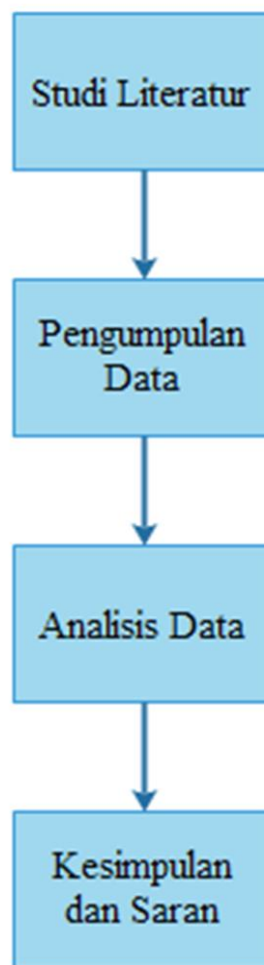 Studi Literatur
Pengumpulan
Data
Analisis Data
Kesimpulan
dan Saran